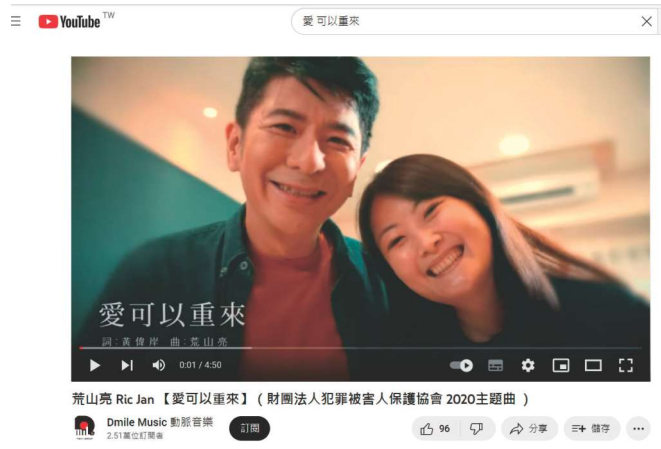 YouTube TW
愛 可以重來
愛可以重來
詞：黃偉岸 曲：荒山亮
0:01 / 4:50
荒山亮 Ric Jan 【愛可以重來】（財團法人犯罪被害人保護協會 2020主題曲 ）
Dmile Music 動脈音樂
2.51萬位訂閱者
訂閱
96
分享
儲存